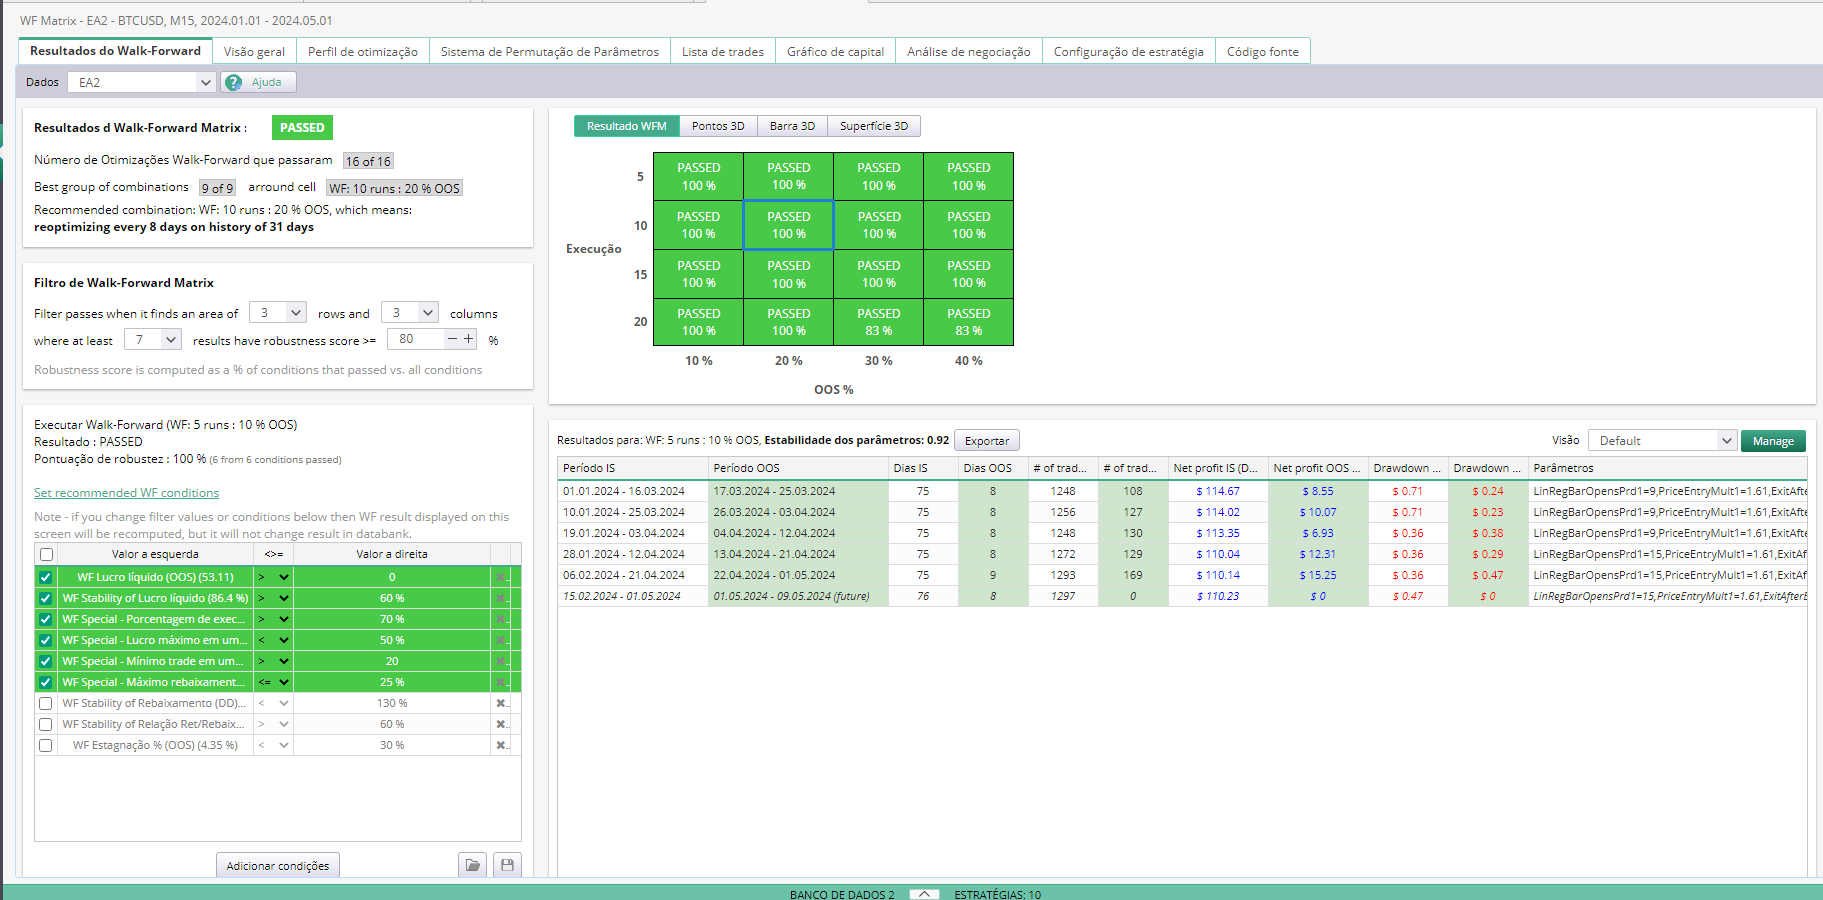 WF Matrix - EA2 - BTCUSD, M15, 2024.01.01 - 2024.05.01
Resultados do Walk-Forward Visão geral Perfil de otimização Sistema de Permutação de Parâmetros Lista de trades Gráfico de capital Análise de negociação Configuração de estratégia Código fonte
Dados EA2 ? Ajuda
Resultados d Walk-Forward Matrix : PASSED
Número de Otimizações Walk-Forward que passaram 16 of 16
Best group of combinations 9 of 9 arround cell WF: 10 runs : 20 % OOS
Recommended combination: WF: 10 runs : 20 % OOS, which means:
reoptimizing every 8 days on history of 31 days
Filtro de Walk-Forward Matrix
Filter passes when it finds an area of 3 rows and 3 columns
where at least 7 results have robustness score >= 80 %
Robustness score is computed as a % of conditions that passed vs. all conditions
Executar Walk-Forward (WF: 5 runs : 10 % OOS)
Resultado : PASSED
Pontuação de robustez : 100 % (6 from 6 conditions passed)
Set recommended WF conditions
Note - if you change filter values or conditions below then WF result displayed on this
screen will be recomputed, but it will not change result in databank.
Valor a esquerda <>= Valor a direita
WF Lucro líquido (OOS) (53.11) > 0
WF Stability of Lucro líquido (86.4 %) > 60 %
WF Special - Porcentagem de exec... > 70 %
WF Special - Lucro máximo em um... < 50 %
WF Special - Mínimo trade em um... > 20
WF Special - Máximo rebaixament... <= 25 %
WF Stability of Rebaixamento (DD)... < 130 %
WF Stability of Relação Ret/Rebaix... > 60 %
WF Estagnação % (OOS) (4.35 %) < 30 %
Adicionar condições
Resultado WFM Pontos 3D Barra 3D Superfície 3D
Execução
5 PASSED PASSED PASSED PASSED
100 % 100 % 100 % 100 %
10 PASSED PASSED PASSED PASSED
100 % 100 % 100 % 100 %
15 PASSED PASSED PASSED PASSED
100 % 100 % 100 % 100 %
20 PASSED PASSED PASSED PASSED
100 % 100 % 83 % 83 %
10 % 20 % 30 % 40 %
OOS %
Resultados para: WF: 5 runs : 10 % OOS, Estabilidade dos parâmetros: 0.92 Exportar Visão Default Manage
Período IS Período OOS Dias IS Dias OOS # of trad... # of trad... Net profit IS (D... Net profit OOS ... Drawdown ... Drawdown ... Parâmetros
01.01.2024 - 16.03.2024 17.03.2024 - 25.03.2024 75 8 1248 108 $ 114.67 $ 8.55 $ 0.71 $ 0.24 LinRegBarOpensPrd1=9,PriceEntryMult1=1.61,ExitAfte
10.01.2024 - 25.03.2024 26.03.2024 - 03.04.2024 75 8 1256 127 $ 114.02 $ 10.07 $ 0.71 $ 0.23 LinRegBarOpensPrd1=9,PriceEntryMult1=1.61,ExitAfte
19.01.2024 - 03.04.2024 04.04.2024 - 12.04.2024 75 8 1248 130 $ 113.35 $ 6.93 $ 0.36 $ 0.38 LinRegBarOpensPrd1=9,PriceEntryMult1=1.61,ExitAfte
28.01.2024 - 12.04.2024 13.04.2024 - 21.04.2024 75 8 1272 129 $ 110.04 $ 12.31 $ 0.36 $ 0.29 LinRegBarOpensPrd1=15,PriceEntryMult1=1.61,ExitAf
06.02.2024 - 21.04.2024 22.04.2024 - 01.05.2024 75 9 1293 169 $ 110.14 $ 15.25 $ 0.36 $ 0.47 LinRegBarOpensPrd1=15,PriceEntryMult1=1.61,ExitAf
15.02.2024 - 01.05.2024 01.05.2024 - 09.05.2024 (future) 76 8 1297 0 $ 110.23 $ 0 $ 0.47 $ 0 LinRegBarOpensPrd1=15,PriceEntryMult1=1.61,ExitAfterB
BANCO DE DADOS 2 ESTRATÉGIAS: 10